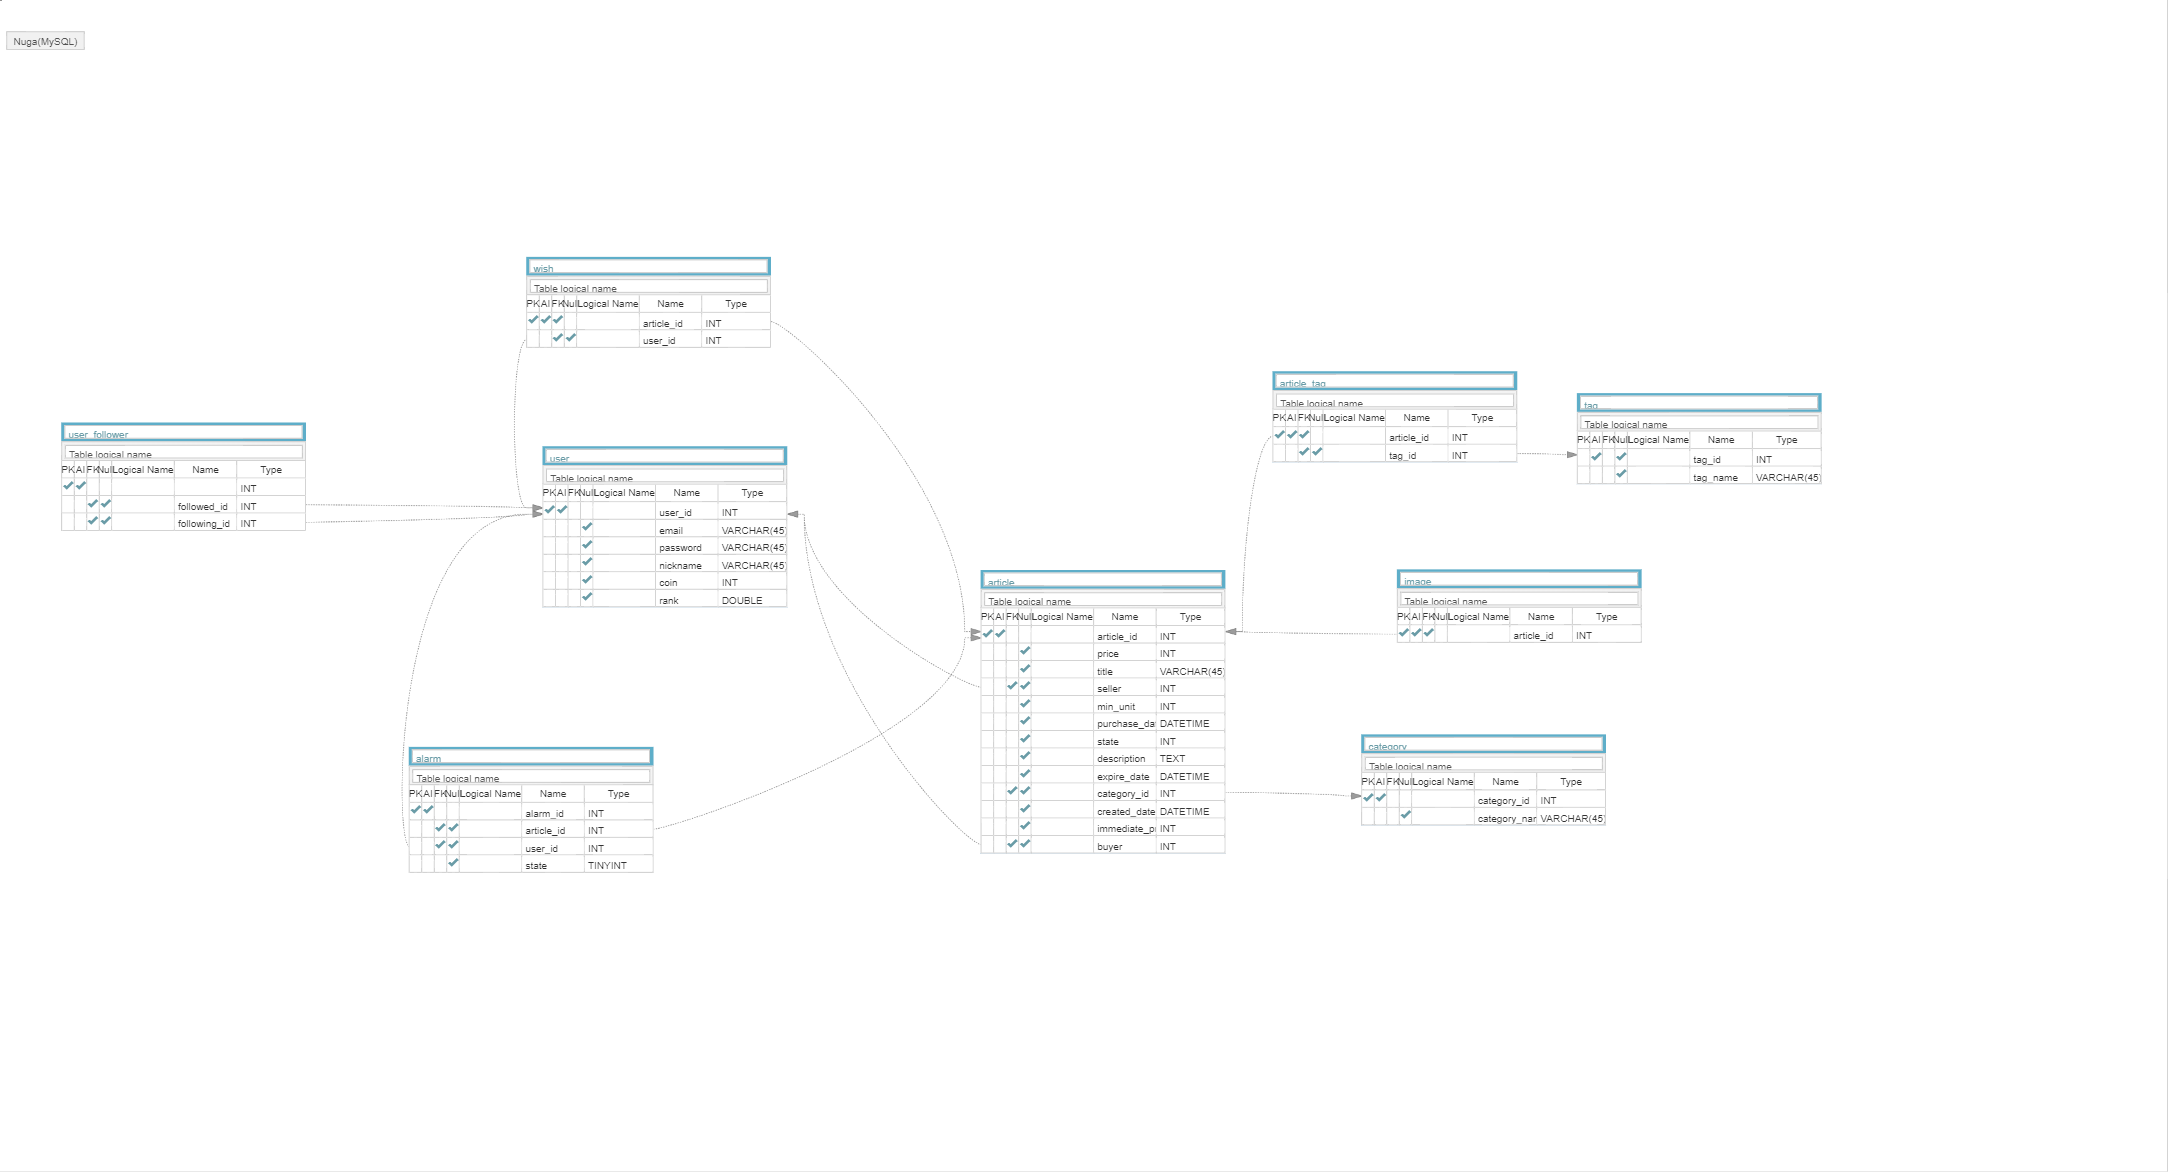 Nuga(MySQL)
wish
Table logical name
PK AI FK Null Logical Name Name Type
article_id INT
user_id INT
user_follower
Table logical name
PK AI FK Null Logical Name Name Type
INT
followed_id INT
following_id INT
user
Table logical name
PK AI FK Null Logical Name Name Type
user_id INT
email VARCHAR(45)
password VARCHAR(45)
nickname VARCHAR(45)
coin INT
rank DOUBLE
alarm
Table logical name
PK AI FK Null Logical Name Name Type
alarm_id INT
article_id INT
user_id INT
state TINYINT
article
Table logical name
PK AI FK Null Logical Name Name Type
article_id INT
price INT
title VARCHAR(45)
seller INT
min_unit INT
purchase_da DATETIME
state INT
description TEXT
expire_date DATETIME
category_id INT
created_date DATETIME
immediate_p INT
buyer INT
article_tag
Table logical name
PK AI FK Null Logical Name Name Type
article_id INT
tag_id INT
tag
Table logical name
PK AI FK Null Logical Name Name Type
tag_id INT
tag_name VARCHAR(45)
image
Table logical name
PK AI FK Null Logical Name Name Type
article_id INT
category
Table logical name
PK AI FK Null Logical Name Name Type
category_id INT
category_nar VARCHAR(45)